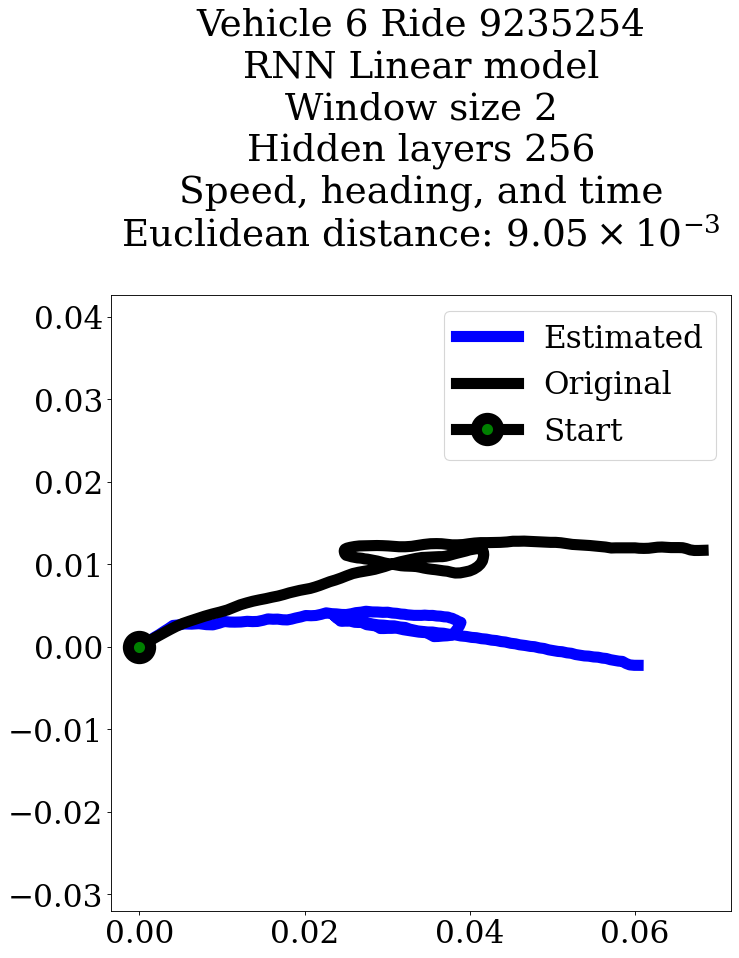 Vehicle 6 Ride 9235254
RNN Linear model
Window size 2
Hidden layers 256
Speed, heading, and time
Euclidean distance: 9.05 × 10⁻³
Estimated
Original
Start
0.04
0.03
0.02
0.01
0.00
−0.01
−0.02
−0.03
0.00 0.02 0.04 0.06